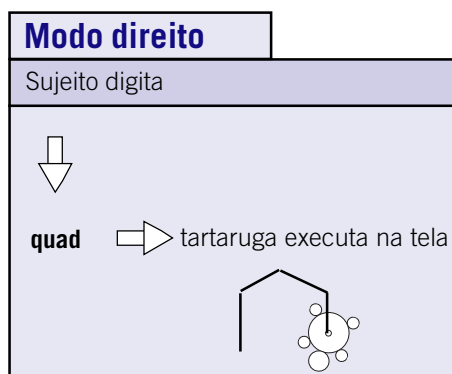 Modo direito
Sujeito digita
quad
tartaruga executa na tela